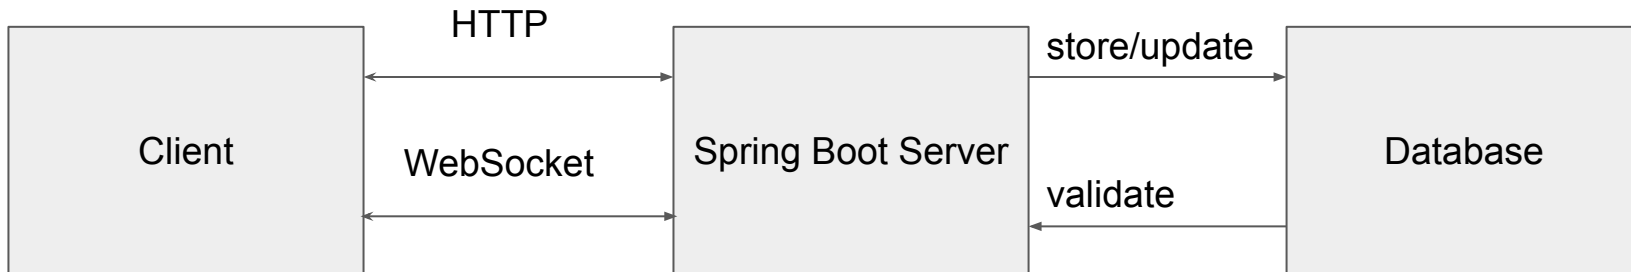 HTTP
store/update
Client
WebSocket
Spring Boot Server
Database
validate